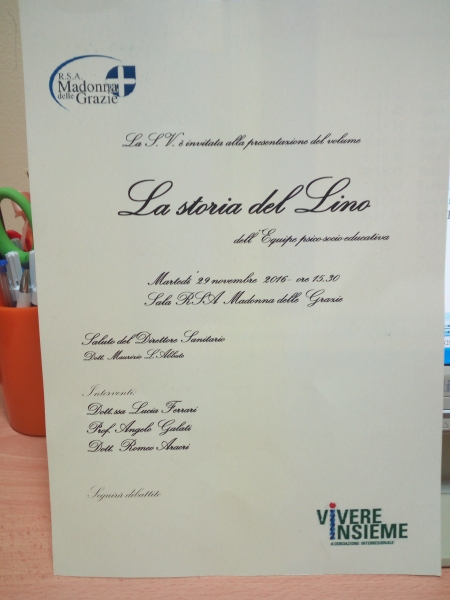 R.S.A.
Madonna
delle Grazie
La S. V. è invitata alla presentazione del volume
La storia del Lino
dell'Equipe psico socio educativa
Martedì 29 novembre 2016 - ore 15.30
Sala RSA Madonna delle Grazie
Saluto del Direttore Sanitario
Dott. Maurizio L'Abbate
Interventi:
Dott.ssa Lucia Ferrari
Prof. Angelo Galati
Dott. Romeo Aracri
Seguirà dibattito
VIVERE
INSIEME
ASSOCIAZIONE INTERREGIONALE